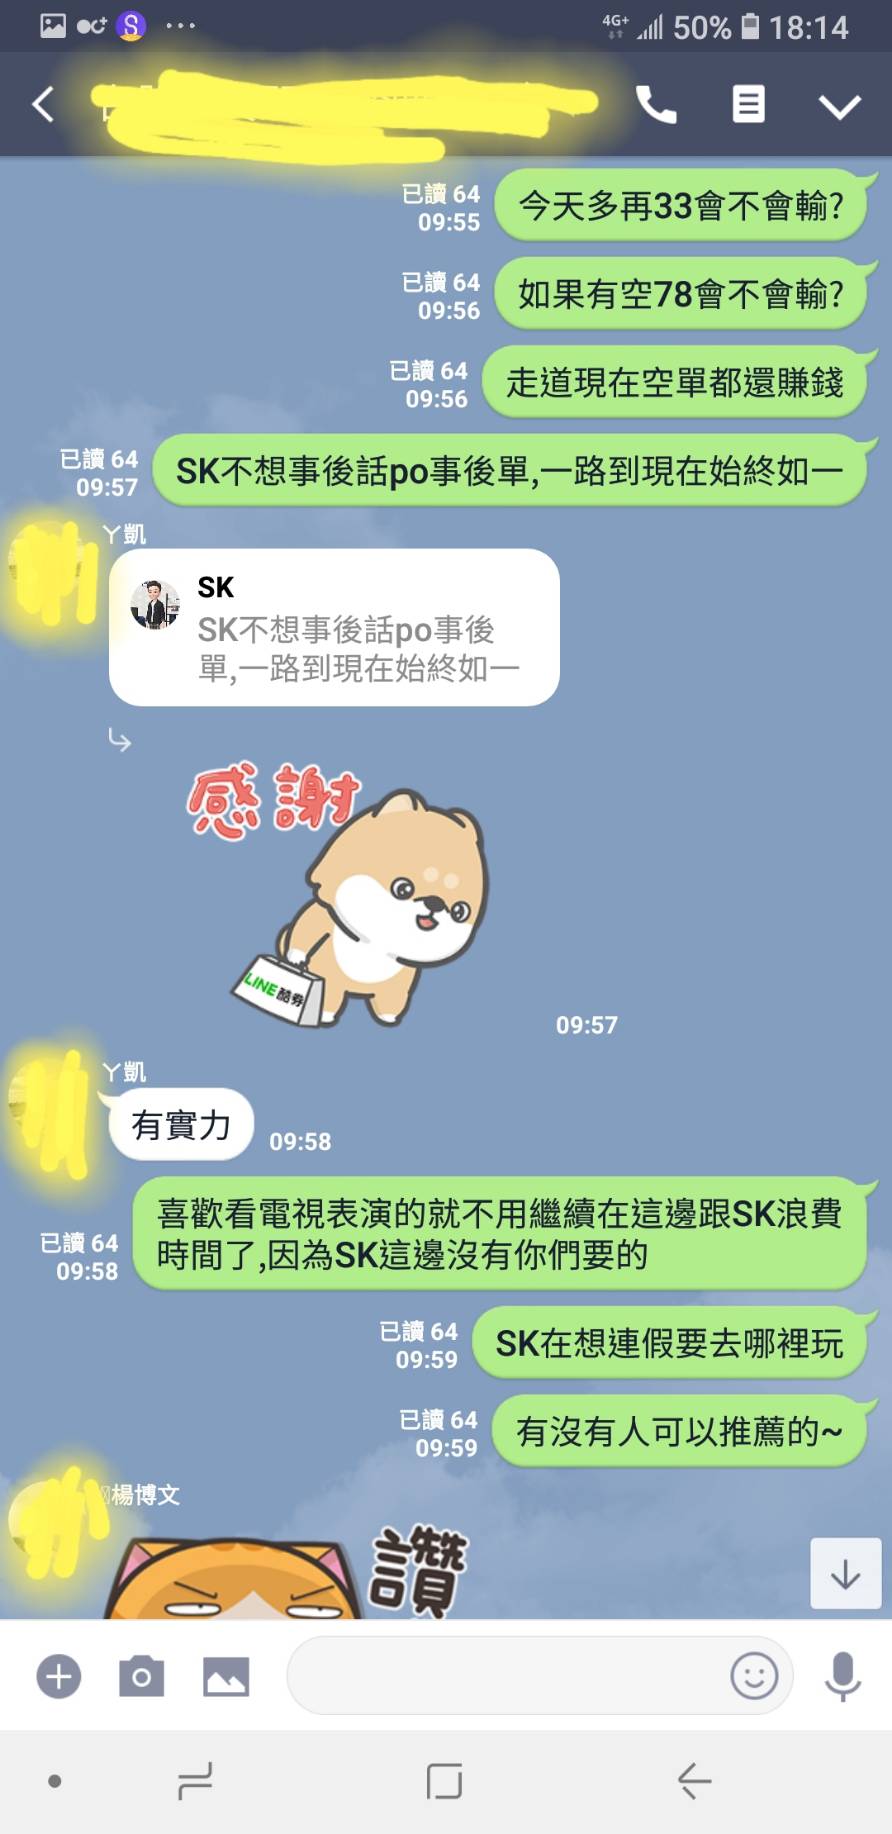 4G+ 50% 18:14
已讀 64
09:55
今天多再33會不會輸?
已讀 64
09:56
如果有空78會不會輸?
已讀 64
09:56
走道現在空單都還賺錢
已讀 64
09:57
SK不想事後話po事後單,一路到現在始終如一
ㄚ凱
SK
SK不想事後話po事後
單,一路到現在始終如一
感謝
LINE酷券
09:57
ㄚ凱
有實力
09:58
已讀 64
09:58
喜歡看電視表演的就不用繼續在這邊跟SK浪費
時間了,因為SK這邊沒有你們要的
已讀 64
09:59
SK在想連假要去哪裡玩
已讀 64
09:59
有沒有人可以推薦的~
楊博文
讚